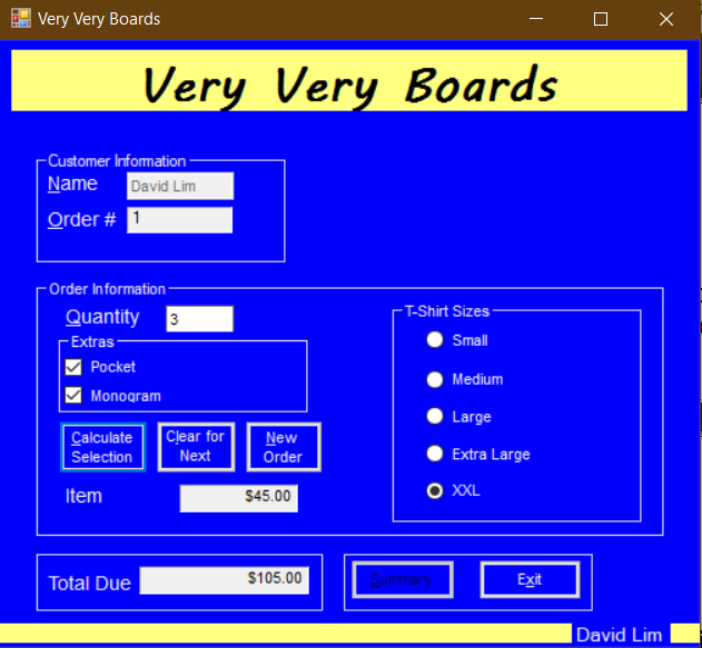 Very Very Boards
Very Very Boards
Customer Information
Name David Lim
Order # 1
Order Information
Quantity 3
Extras
Pocket
Monogram
Calculate
Selection
Clear for
Next
New
Order
Item $45.00
T-Shirt Sizes
Small
Medium
Large
Extra Large
XXL
Total Due $105.00
Summary
Exit
David Lim